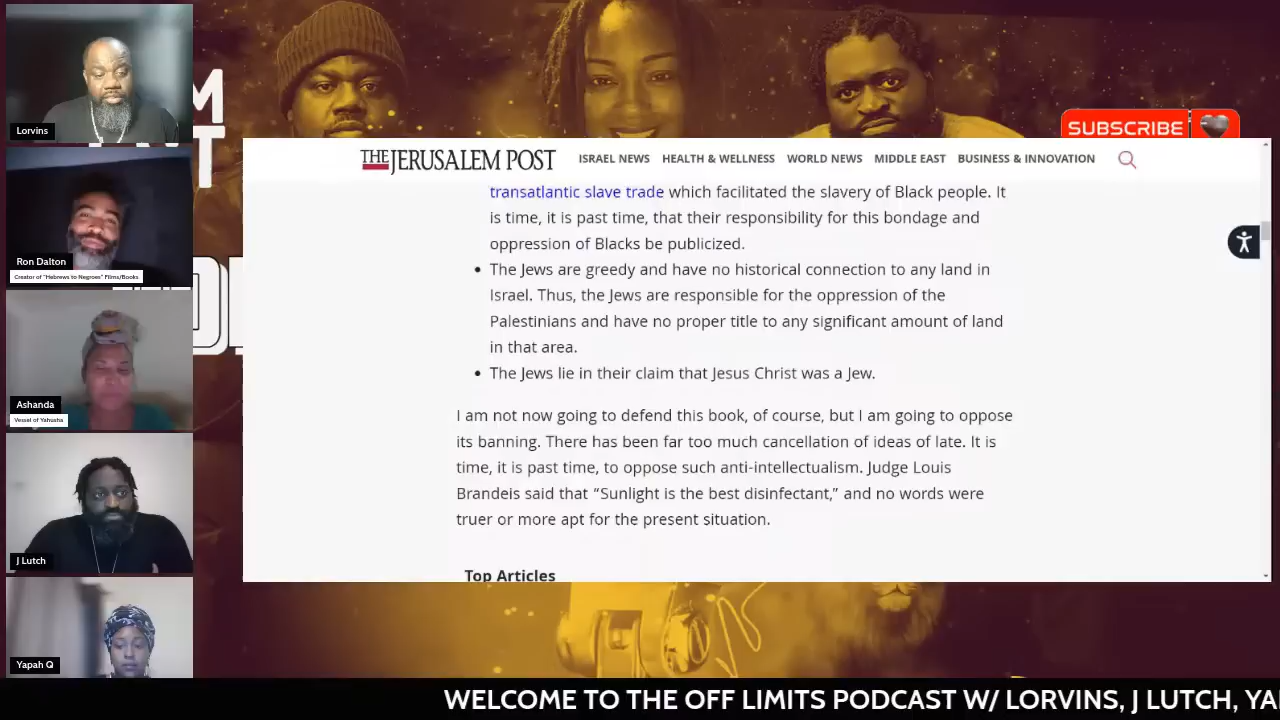 Lorvins
Ron Dalton
Creator of "Hebrews to Negroes" Films/Books
Ashanda
Vessel of Yahusha
J Lutch
Yapah Q
SUBSCRIBE
THE JERUSALEM POST
ISRAEL NEWS HEALTH & WELLNESS WORLD NEWS MIDDLE EAST BUSINESS & INNOVATION
transatlantic slave trade which facilitated the slavery of Black people. It
is time, it is past time, that their responsibility for this bondage and
oppression of Blacks be publicized.
• The Jews are greedy and have no historical connection to any land in
Israel. Thus, the Jews are responsible for the oppression of the
Palestinians and have no proper title to any significant amount of land
in that area.
• The Jews lie in their claim that Jesus Christ was a Jew.
I am not now going to defend this book, of course, but I am going to oppose
its banning. There has been far too much cancellation of ideas of late. It is
time, it is past time, to oppose such anti-intellectualism. Judge Louis
Brandeis said that “Sunlight is the best disinfectant,” and no words were
truer or more apt for the present situation.
Top Articles
WELCOME TO THE OFF LIMITS PODCAST W/ LORVINS, J LUTCH, YA